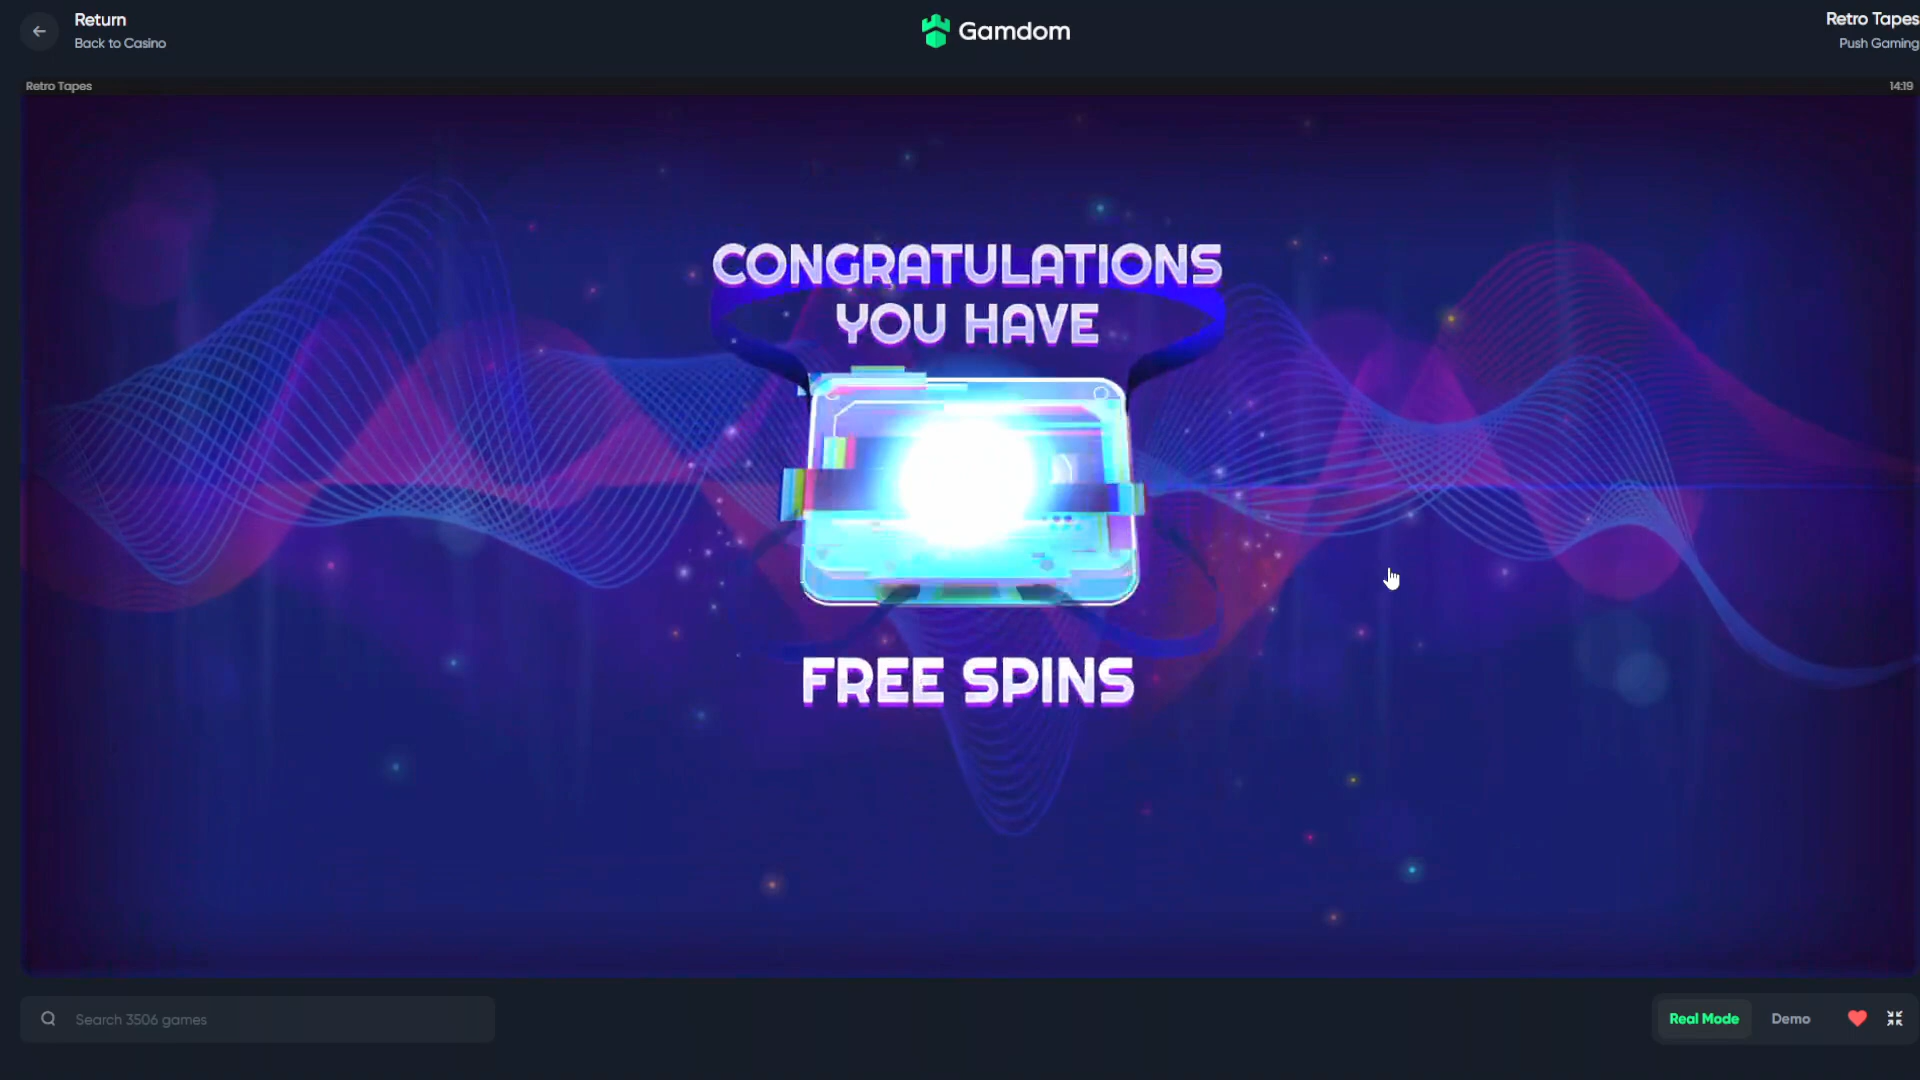 Return
Back to Casino
Gamdom
Retro Tapes
Push Gaming
Retro Tapes
14:19
CONGRATULATIONS
YOU HAVE
FREE SPINS
Search 3506 games
Real Mode
Demo